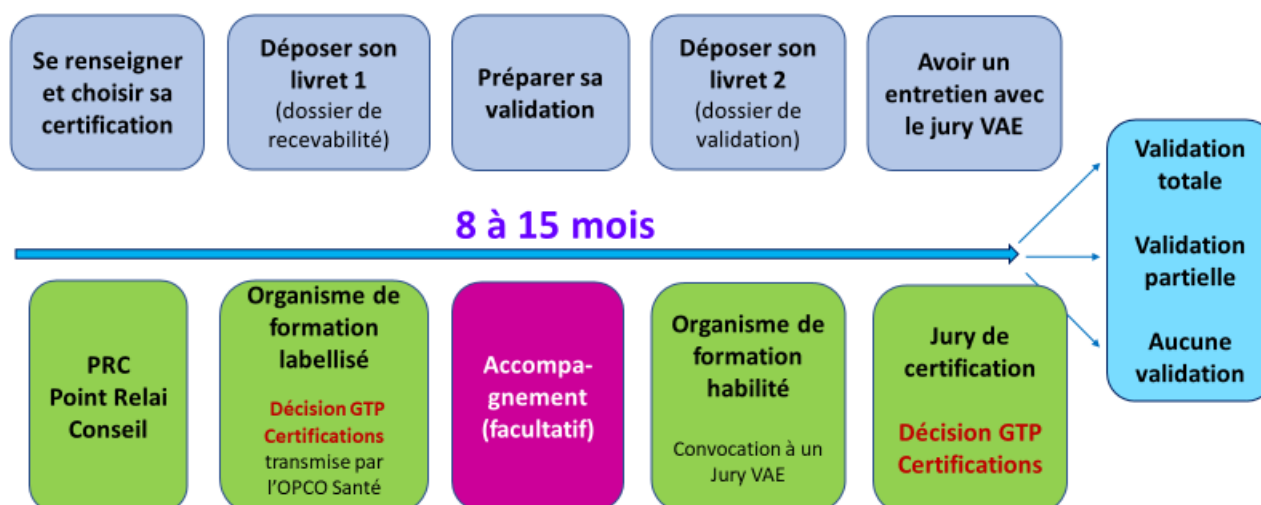 Se renseigner
et choisir sa
certification
Déposer son
livret 1
(dossier de
recevabilité)
Préparer sa
validation
Déposer son
livret 2
(dossier de
validation)
Avoir un
entretien avec
le jury VAE
8 à 15 mois
Validation
totale
Validation
partielle
Aucune
validation
PRC
Point Relai
Conseil
Organisme de
formation
labellisé
Décision GTP
Certifications
transmise par
l'OPCO Santé
Accompa-
gnement
(facultatif)
Organisme de
formation
habilité
Convocation à un
Jury VAE
Jury de
certification
Décision GTP
Certifications